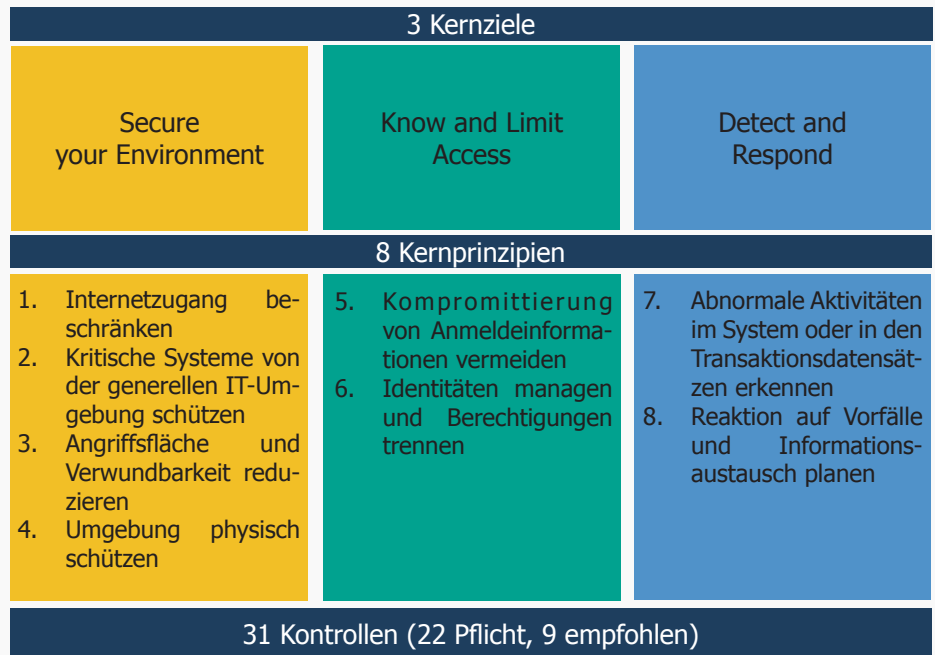 3 Kernziele
Secure
your Environment
Know and Limit
Access
Detect and
Respond
8 Kernprinzipien
1. Internetzugang be-
schränken
2. Kritische Systeme von
der generellen IT-Um-
gebung schützen
3. Angriffsfläche und
Verwundbarkeit redu-
zieren
4. Umgebung physisch
schützen
5. Kompromittierung
von Anmeldeinforma-
tionen vermeiden
6. Identitäten managen
und Berechtigungen
trennen
7. Abnormale Aktivitäten
im System oder in den
Transaktionsdatensät-
zen erkennen
8. Reaktion auf Vorfälle
und Informations-
austausch planen
31 Kontrollen (22 Pflicht, 9 empfohlen)